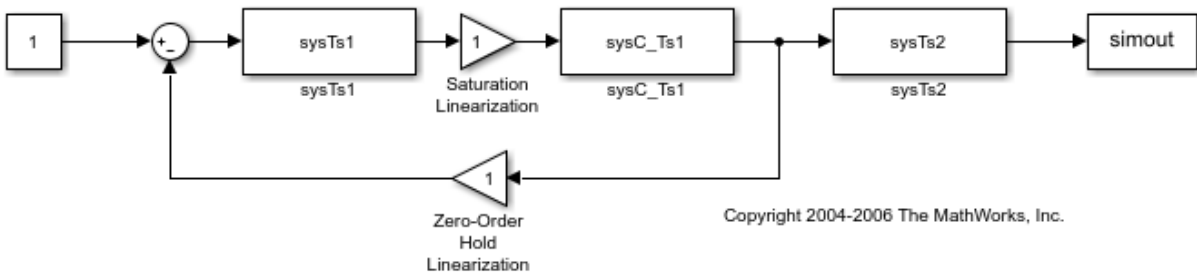 1
+
−
sysTs1
1
sysC_Ts1
sysTs2
simout
sysTs1
Saturation
Linearization
sysC_Ts1
sysTs2
1
Zero-Order
Hold
Linearization
Copyright 2004-2006 The MathWorks, Inc.